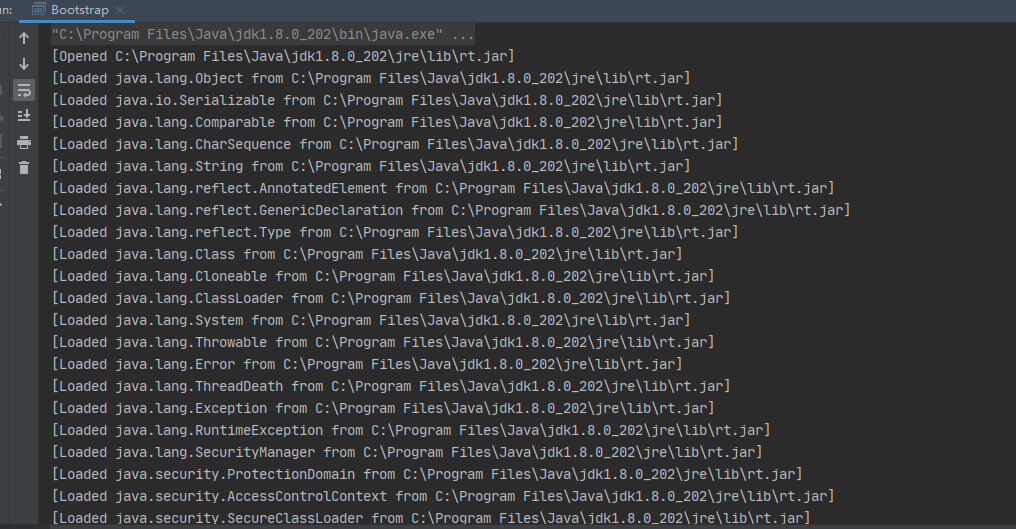 un: Bootstrap
"C:\Program Files\Java\jdk1.8.0_202\bin\java.exe" ...
[Opened C:\Program Files\Java\jdk1.8.0_202\jre\lib\rt.jar]
[Loaded java.lang.Object from C:\Program Files\Java\jdk1.8.0_202\jre\lib\rt.jar]
[Loaded java.io.Serializable from C:\Program Files\Java\jdk1.8.0_202\jre\lib\rt.jar]
[Loaded java.lang.Comparable from C:\Program Files\Java\jdk1.8.0_202\jre\lib\rt.jar]
[Loaded java.lang.CharSequence from C:\Program Files\Java\jdk1.8.0_202\jre\lib\rt.jar]
[Loaded java.lang.String from C:\Program Files\Java\jdk1.8.0_202\jre\lib\rt.jar]
[Loaded java.lang.reflect.AnnotatedElement from C:\Program Files\Java\jdk1.8.0_202\jre\lib\rt.jar]
[Loaded java.lang.reflect.GenericDeclaration from C:\Program Files\Java\jdk1.8.0_202\jre\lib\rt.jar]
[Loaded java.lang.reflect.Type from C:\Program Files\Java\jdk1.8.0_202\jre\lib\rt.jar]
[Loaded java.lang.Class from C:\Program Files\Java\jdk1.8.0_202\jre\lib\rt.jar]
[Loaded java.lang.Cloneable from C:\Program Files\Java\jdk1.8.0_202\jre\lib\rt.jar]
[Loaded java.lang.ClassLoader from C:\Program Files\Java\jdk1.8.0_202\jre\lib\rt.jar]
[Loaded java.lang.System from C:\Program Files\Java\jdk1.8.0_202\jre\lib\rt.jar]
[Loaded java.lang.Throwable from C:\Program Files\Java\jdk1.8.0_202\jre\lib\rt.jar]
[Loaded java.lang.Error from C:\Program Files\Java\jdk1.8.0_202\jre\lib\rt.jar]
[Loaded java.lang.ThreadDeath from C:\Program Files\Java\jdk1.8.0_202\jre\lib\rt.jar]
[Loaded java.lang.Exception from C:\Program Files\Java\jdk1.8.0_202\jre\lib\rt.jar]
[Loaded java.lang.RuntimeException from C:\Program Files\Java\jdk1.8.0_202\jre\lib\rt.jar]
[Loaded java.lang.SecurityManager from C:\Program Files\Java\jdk1.8.0_202\jre\lib\rt.jar]
[Loaded java.security.ProtectionDomain from C:\Program Files\Java\jdk1.8.0_202\jre\lib\rt.jar]
[Loaded java.security.AccessControlContext from C:\Program Files\Java\jdk1.8.0_202\jre\lib\rt.jar]
[Loaded java.security.SecureClassLoader from C:\Program Files\Java\jdk1.8.0_202\jre\lib\rt.jar]